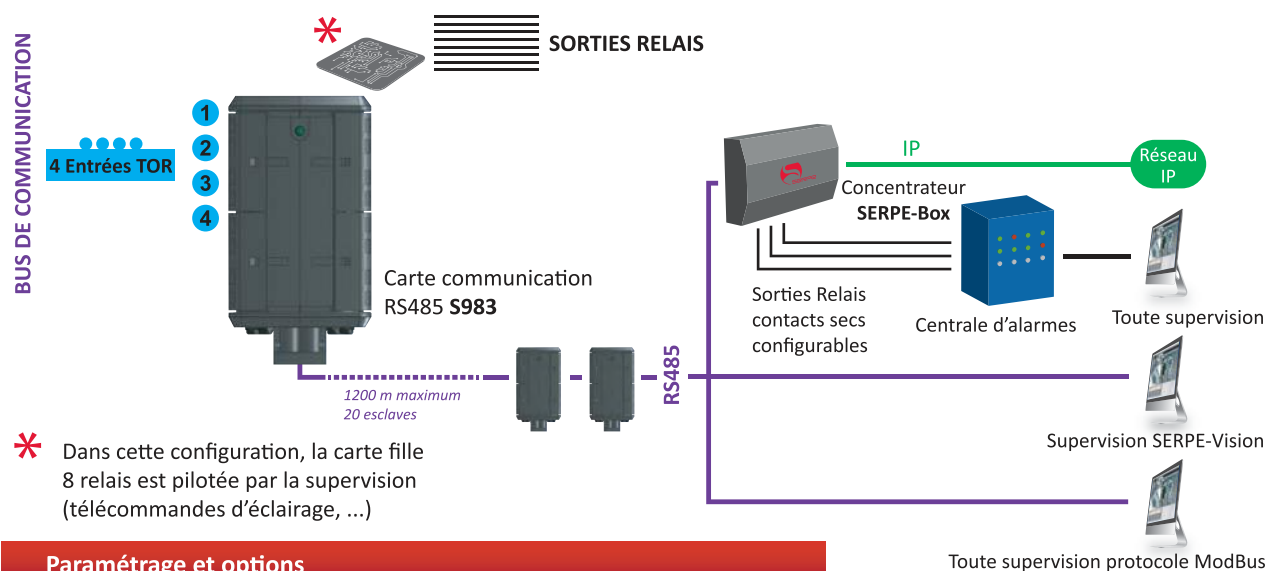 *
SORTIES RELAIS
BUS DE COMMUNICATION
4 Entrées TOR
1
2
3
4
Carte communication
RS485 S983
1200 m maximum
20 esclaves
RS485
IP
Réseau
IP
Concentrateur
SERPE-Box
Sorties Relais
contacts secs
configurables
Centrale d'alarmes
Toute supervision
Supervision SERPE-Vision
Toute supervision protocole ModBus
* Dans cette configuration, la carte fille
8 relais est pilotée par la supervision
(télécommandes d'éclairage, ...)
Paramétrage et options